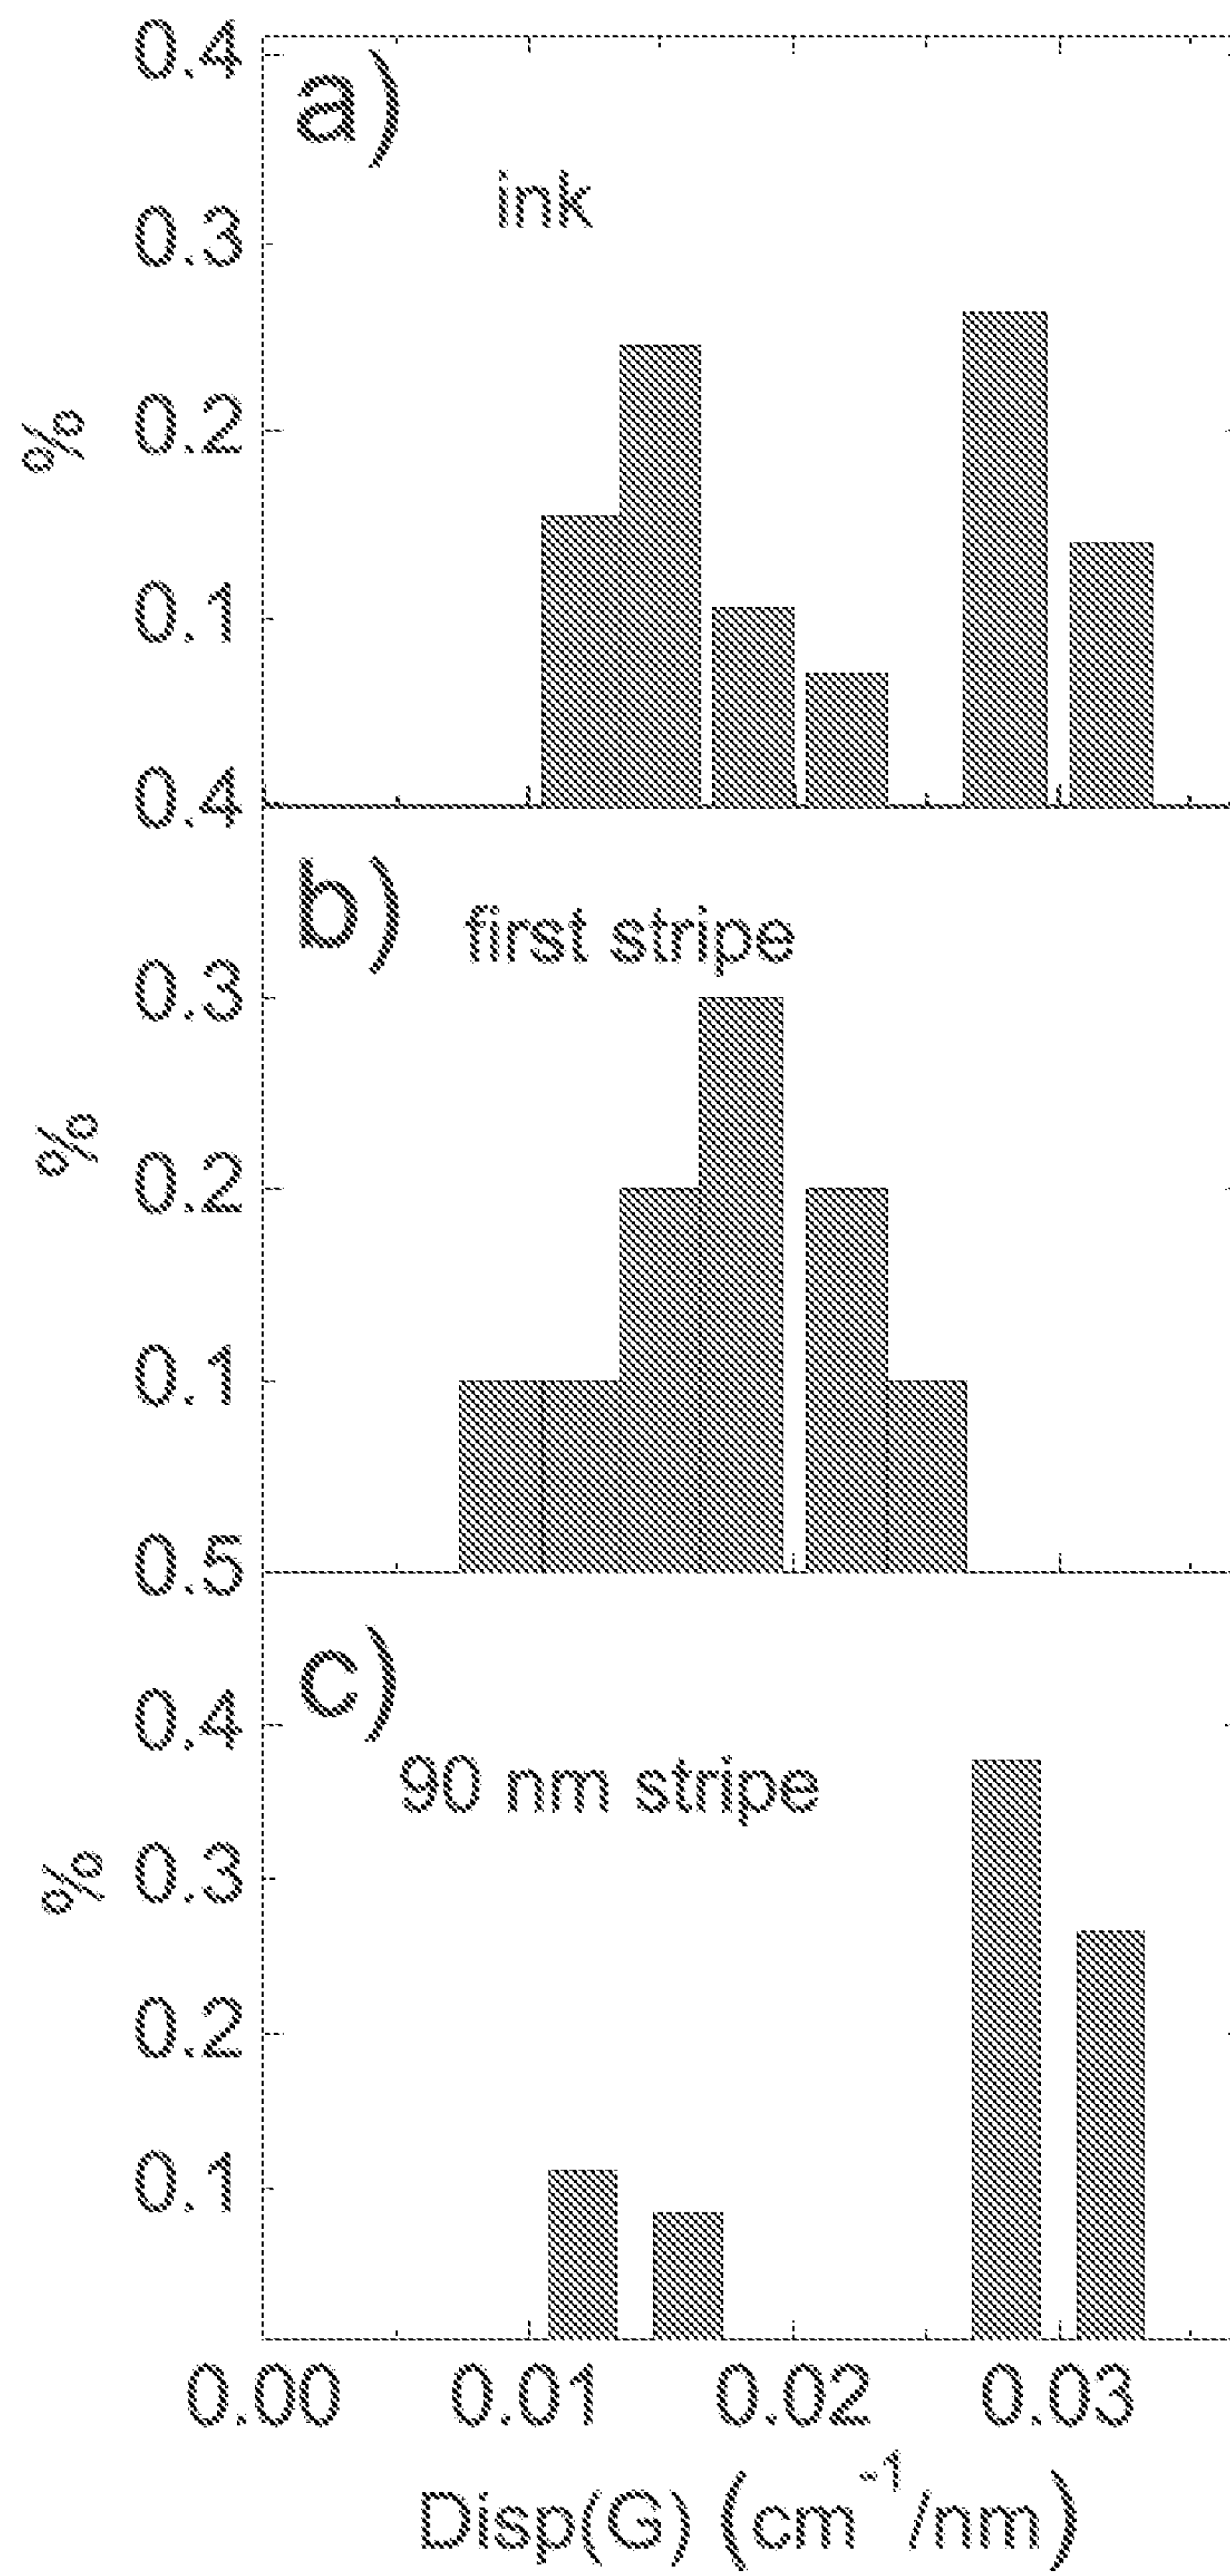 0.4
a)
ink
0.3
0.2
%
0.1
0.4
b)
first stripe
0.3
%
0.2
0.1
0.5
c)
0.4
90 nm stripe
% 0.3
0.2
0.1
0.00 0.01 0.02 0.03
Disp(G) (cm⁻¹/nm)